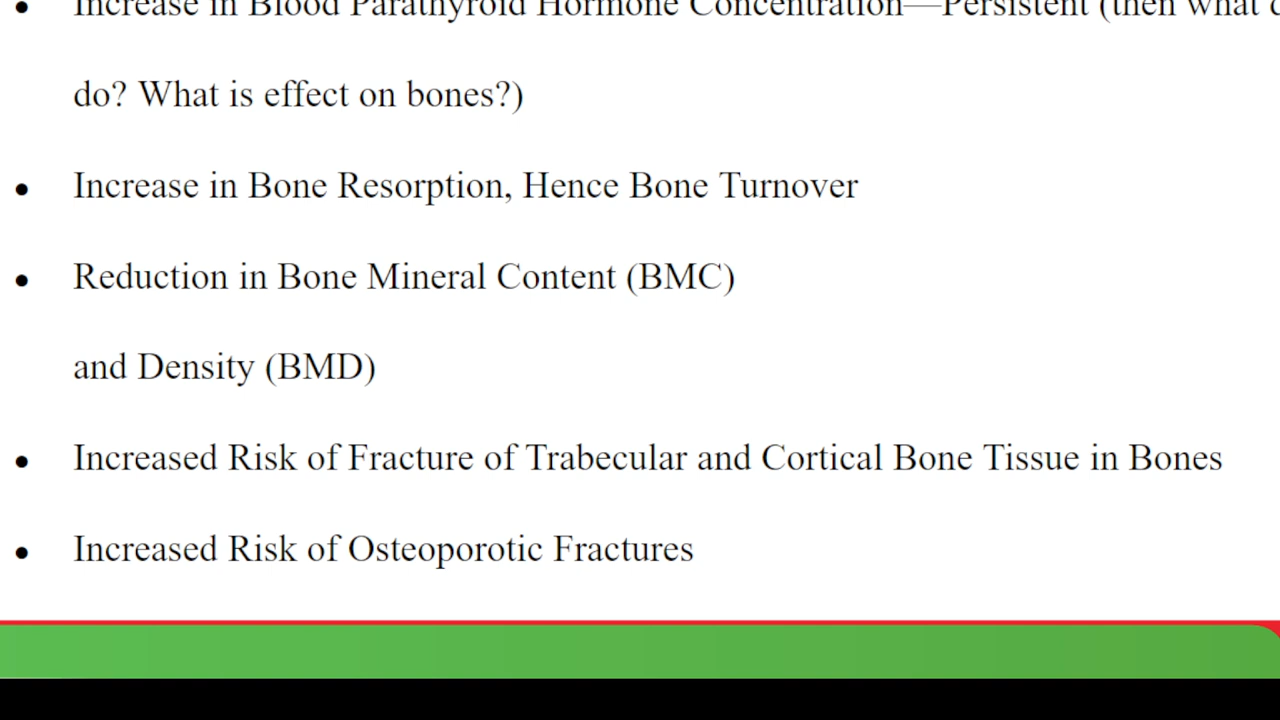 • Increase in Blood Parathyroid Hormone Concentration—Persistent (then what
do? What is effect on bones?)
• Increase in Bone Resorption, Hence Bone Turnover
• Reduction in Bone Mineral Content (BMC)
and Density (BMD)
• Increased Risk of Fracture of Trabecular and Cortical Bone Tissue in Bones
• Increased Risk of Osteoporotic Fractures